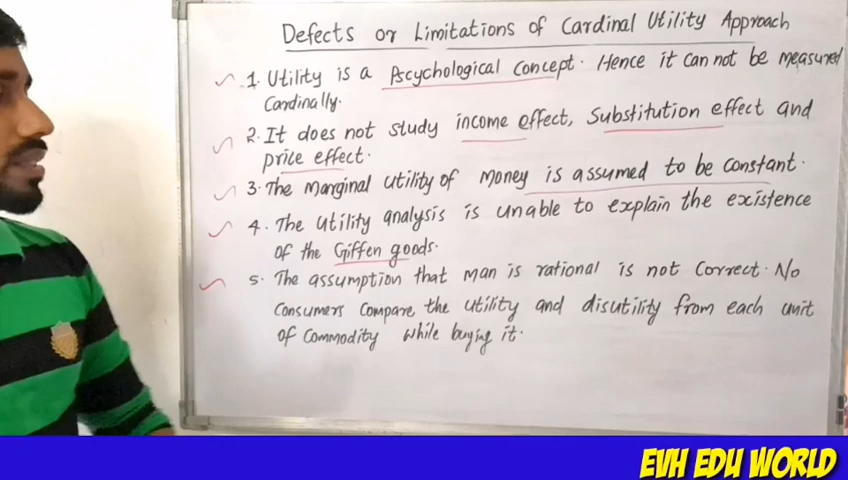 Defects or Limitations of Cardinal Utility Approach
1. Utility is a Pscychological concept. Hence it can not be measured
Cardinally.
2. It does not study income effect, Substitution effect and
price effect.
3. The marginal utility of money is assumed to be constant.
4. The utility analysis is unable to explain the existence
of the Giffen goods.
5. The assumption that man is rational is not correct. No
Consumers compare the utility and disutility from each unit
of commodity while buying it.
EVH EDU WORLD